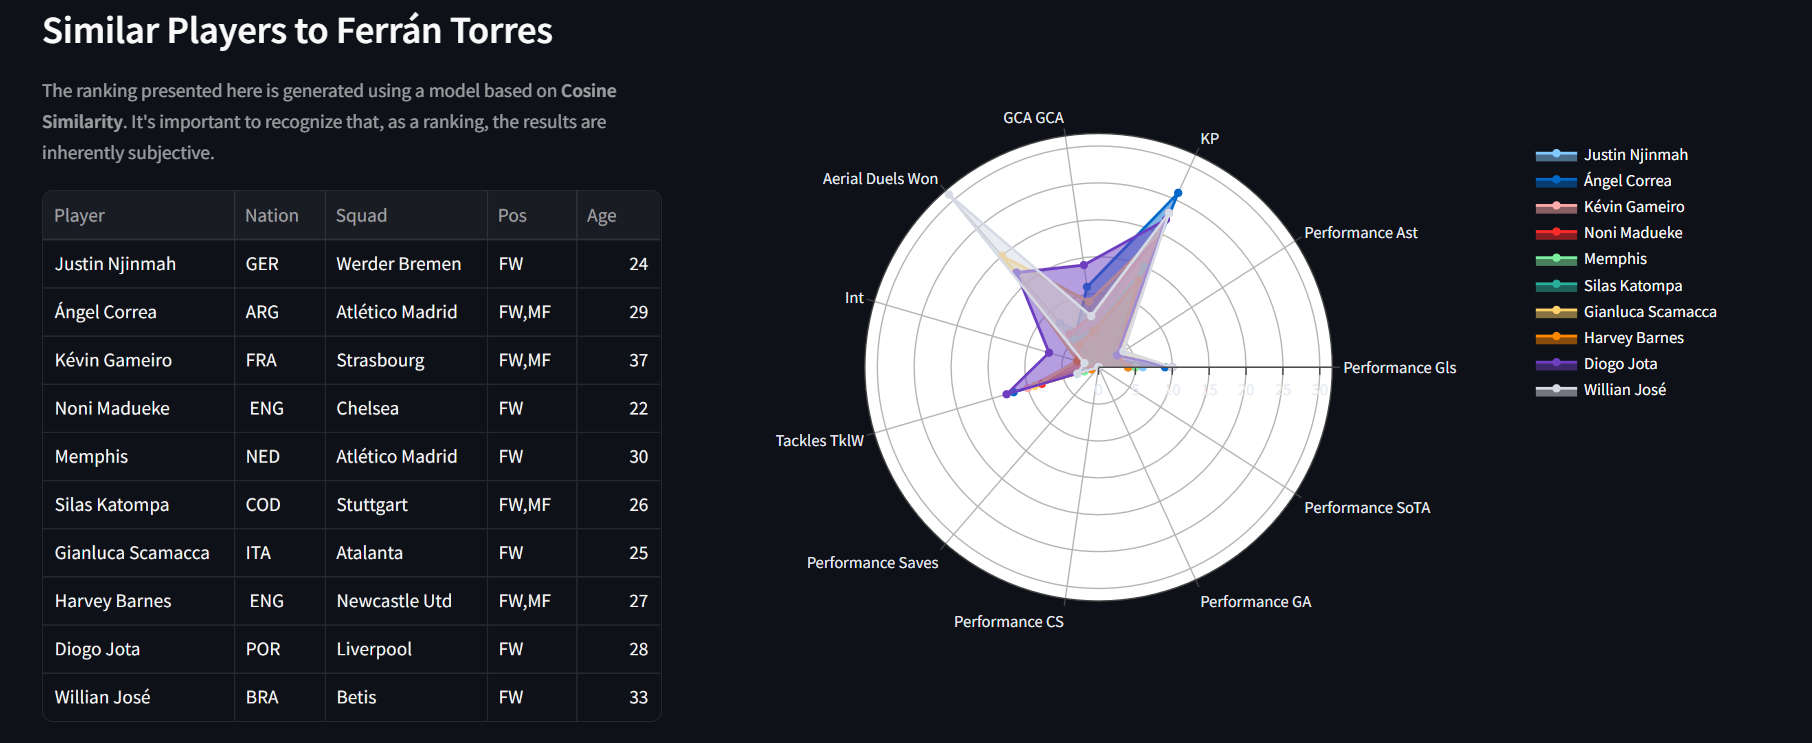 Similar Players to Ferrán Torres
The ranking presented here is generated using a model based on Cosine
Similarity. It's important to recognize that, as a ranking, the results are
inherently subjective.
Player Nation Squad Pos Age
Justin Njinmah GER Werder Bremen FW 24
Ángel Correa ARG Atlético Madrid FW,MF 29
Kévin Gameiro FRA Strasbourg FW,MF 37
Noni Madueke ENG Chelsea FW 22
Memphis NED Atlético Madrid FW 30
Silas Katompa COD Stuttgart FW,MF 26
Gianluca Scamacca ITA Atalanta FW 25
Harvey Barnes ENG Newcastle Utd FW,MF 27
Diogo Jota POR Liverpool FW 28
Willian José BRA Betis FW 33
GCA GCA
KP
Aerial Duels Won
Performance Ast
Int
Performance Gls
0 5 10 15 20 25 30
Tackles TklW
Performance SoTA
Performance Saves
Performance GA
Performance CS
Justin Njinmah
Ángel Correa
Kévin Gameiro
Noni Madueke
Memphis
Silas Katompa
Gianluca Scamacca
Harvey Barnes
Diogo Jota
Willian José